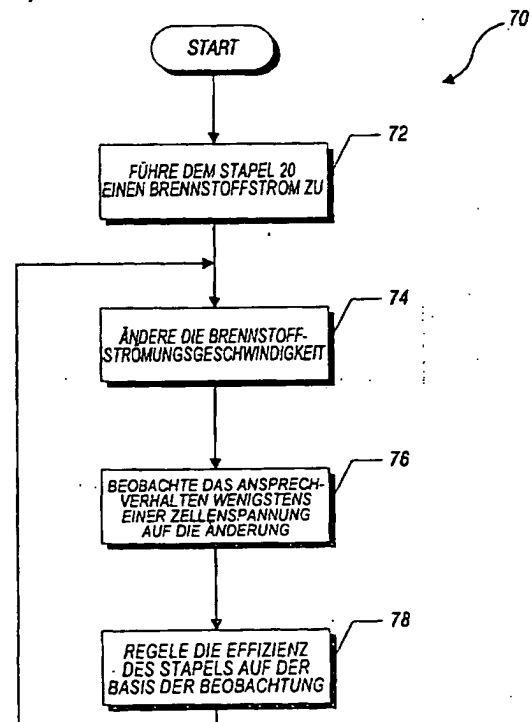 70
START
72
FÜHRE DEM STAPEL 20
EINEN BRENNSTOFFSTROM ZU
74
ÄNDERE DIE BRENNSTOFF-
STRÖMUNGSGESCHWINDIGKEIT
76
BEOBACHTE DAS ANSPRECH-
VERHALTEN WENIGSTENS
EINER ZELLENSPANNUNG
AUF DIE ÄNDERUNG
78
REGELE DIE EFFIZIENZ
DES STAPELS AUF DER
BASIS DER BEOBACHTUNG